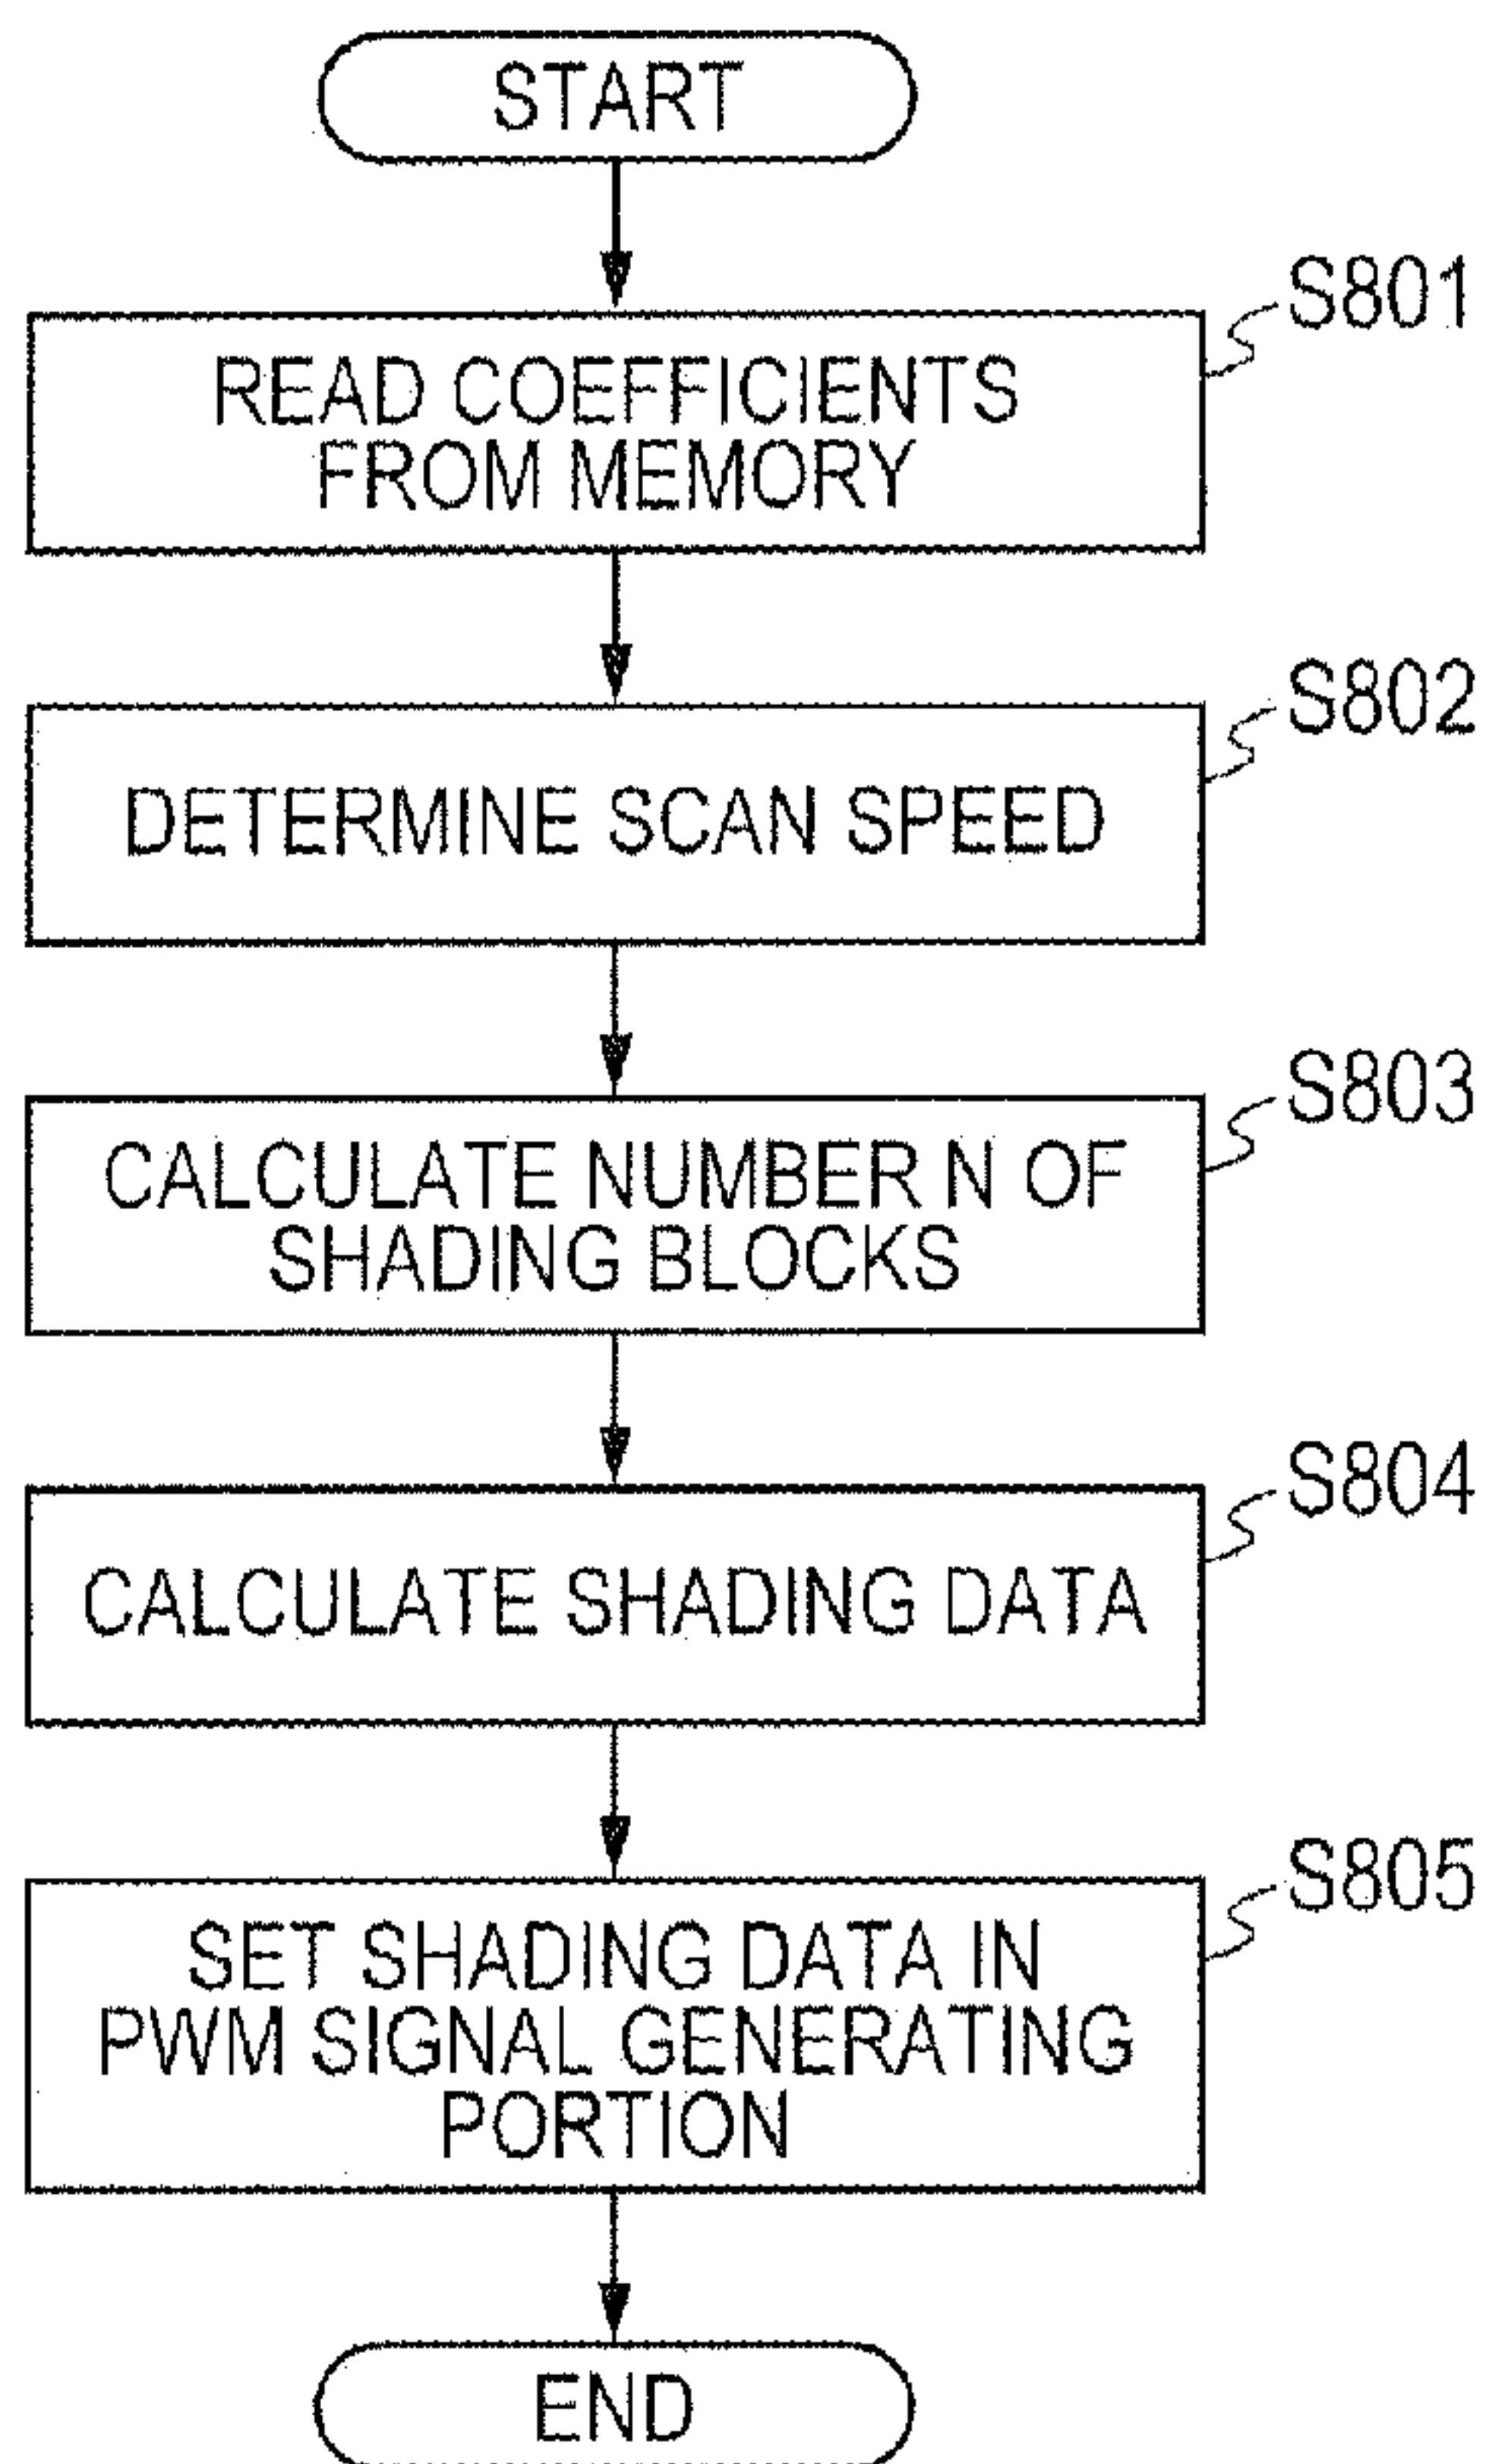 START
S801
READ COEFFICIENTS
FROM MEMORY
S802
DETERMINE SCAN SPEED
S803
CALCULATE NUMBER N OF
SHADING BLOCKS
S804
CALCULATE SHADING DATA
S805
SET SHADING DATA IN
PWM SIGNAL GENERATING
PORTION
END